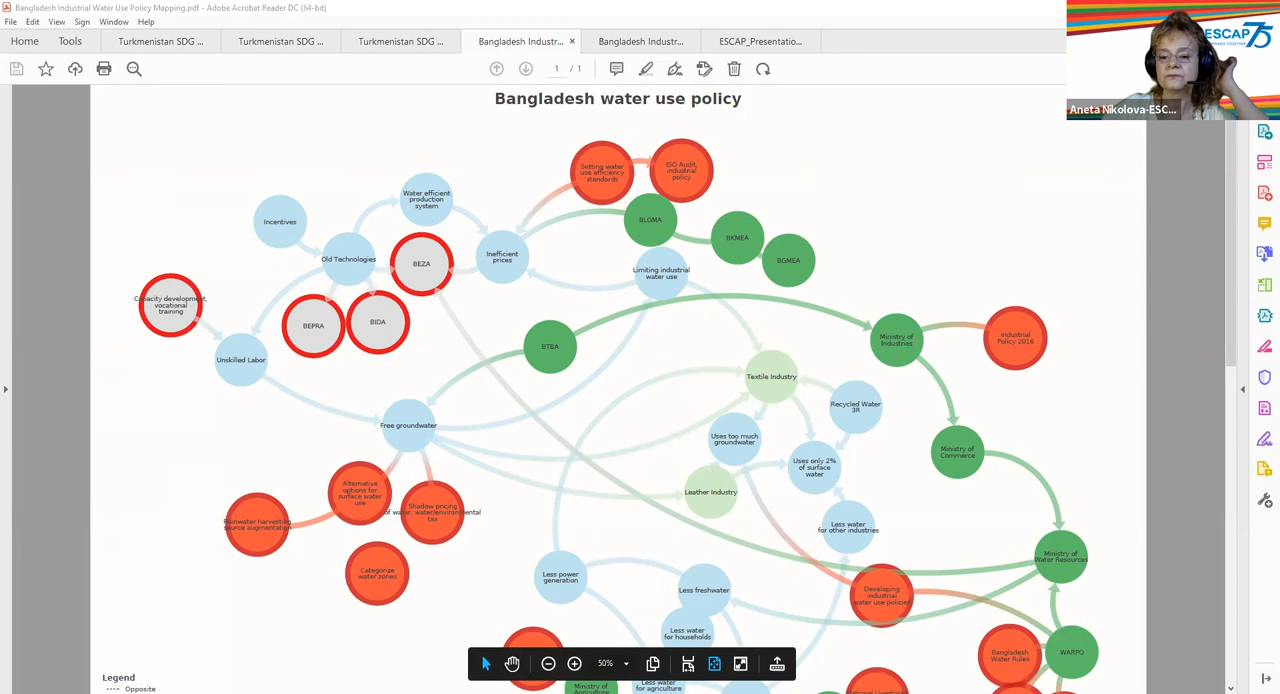 Bangladesh Industrial Water Use Policy Mapping.pdf - Adobe Acrobat Reader DC (64-bit)
File Edit View Sign Window Help
Home Tools Turkmenistan SDG ... Turkmenistan SDG ... Turkmenistan SDG ... Bangladesh Industr... × Bangladesh Industr... ESCAP_Presentatio...
1 / 1
ESCAP 75
Aneta Nikolova-ESC...
Bangladesh water use policy
Setting water
use efficiency
standards
ISO Audit,
industrial
policy
Water efficient
production
system
Incentives
BLGMA
BKMEA
BGMEA
Old Technologies
BEZA
Inefficient
prices
Limiting industrial
water use
Capacity development,
vocational
training
BEPRA
BIDA
Unskilled Labor
BTBA
Ministry of
Industries
Industrial
Policy 2016
Textile Industry
Recycled Water
3R
Free groundwater
Uses too much
groundwater
Uses only 2%
of surface
water
Ministry of
Commerce
Alternative
options for
surface water
use
Leather Industry
Shadow pricing
of water, water/environmental
tax
Rainwater harvesting
source augmentation
Less water
for other industries
Categorize
water zones
Less power
generation
Less freshwater
Ministry of
Water Resources
Developing
industrial
water use policies
Less water
for households
Bangladesh
Water Rules
WARPO
50%
Legend
Opposite
Ministry of
Agriculture
Less water
for agriculture
National Livestock